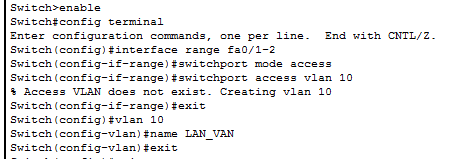 Switch>enable
Switch#config terminal
Enter configuration commands, one per line.  End with CNTL/Z.
Switch(config)#interface range fa0/1-2
Switch(config-if-range)#switchport mode access
Switch(config-if-range)#switchport access vlan 10
% Access VLAN does not exist. Creating vlan 10
Switch(config-if-range)#exit
Switch(config)#vlan 10
Switch(config-vlan)#name LAN_VAN
Switch(config-vlan)#exit